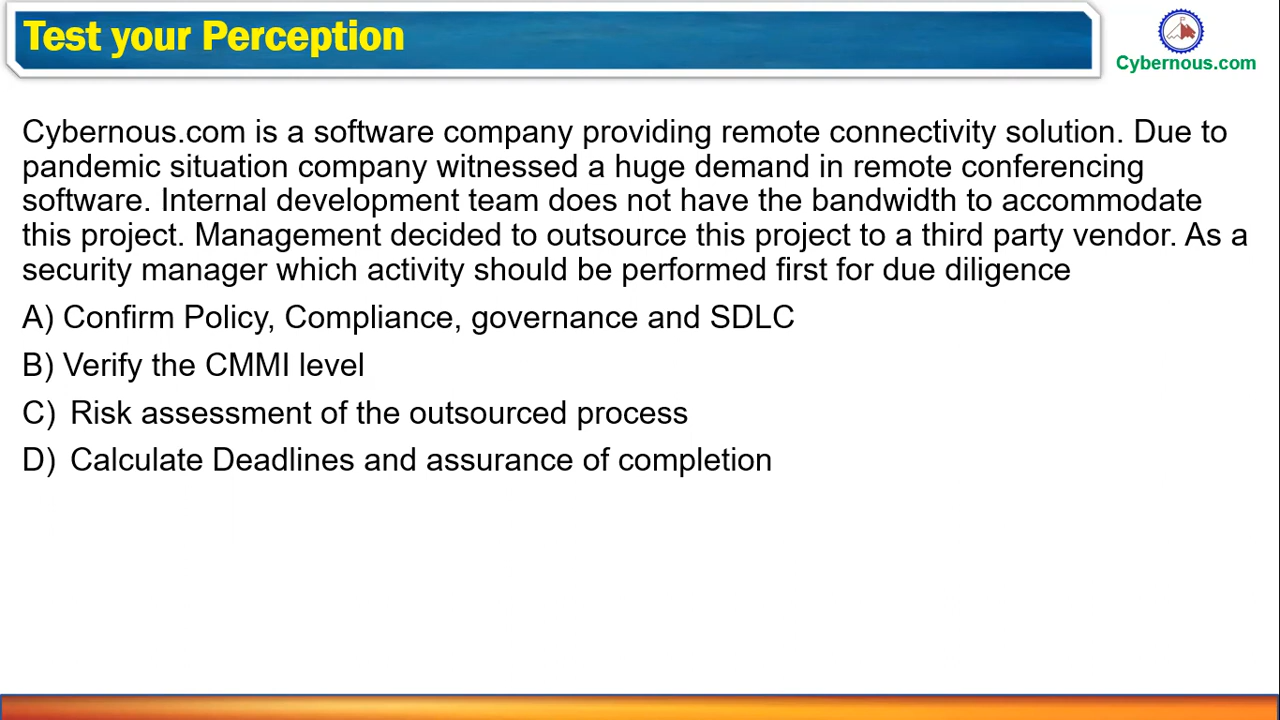 Test your Perception
Cybernous.com
Cybernous.com is a software company providing remote connectivity solution. Due to
pandemic situation company witnessed a huge demand in remote conferencing
software. Internal development team does not have the bandwidth to accommodate
this project. Management decided to outsource this project to a third party vendor. As a
security manager which activity should be performed first for due diligence
A) Confirm Policy, Compliance, governance and SDLC
B) Verify the CMMI level
C) Risk assessment of the outsourced process
D) Calculate Deadlines and assurance of completion